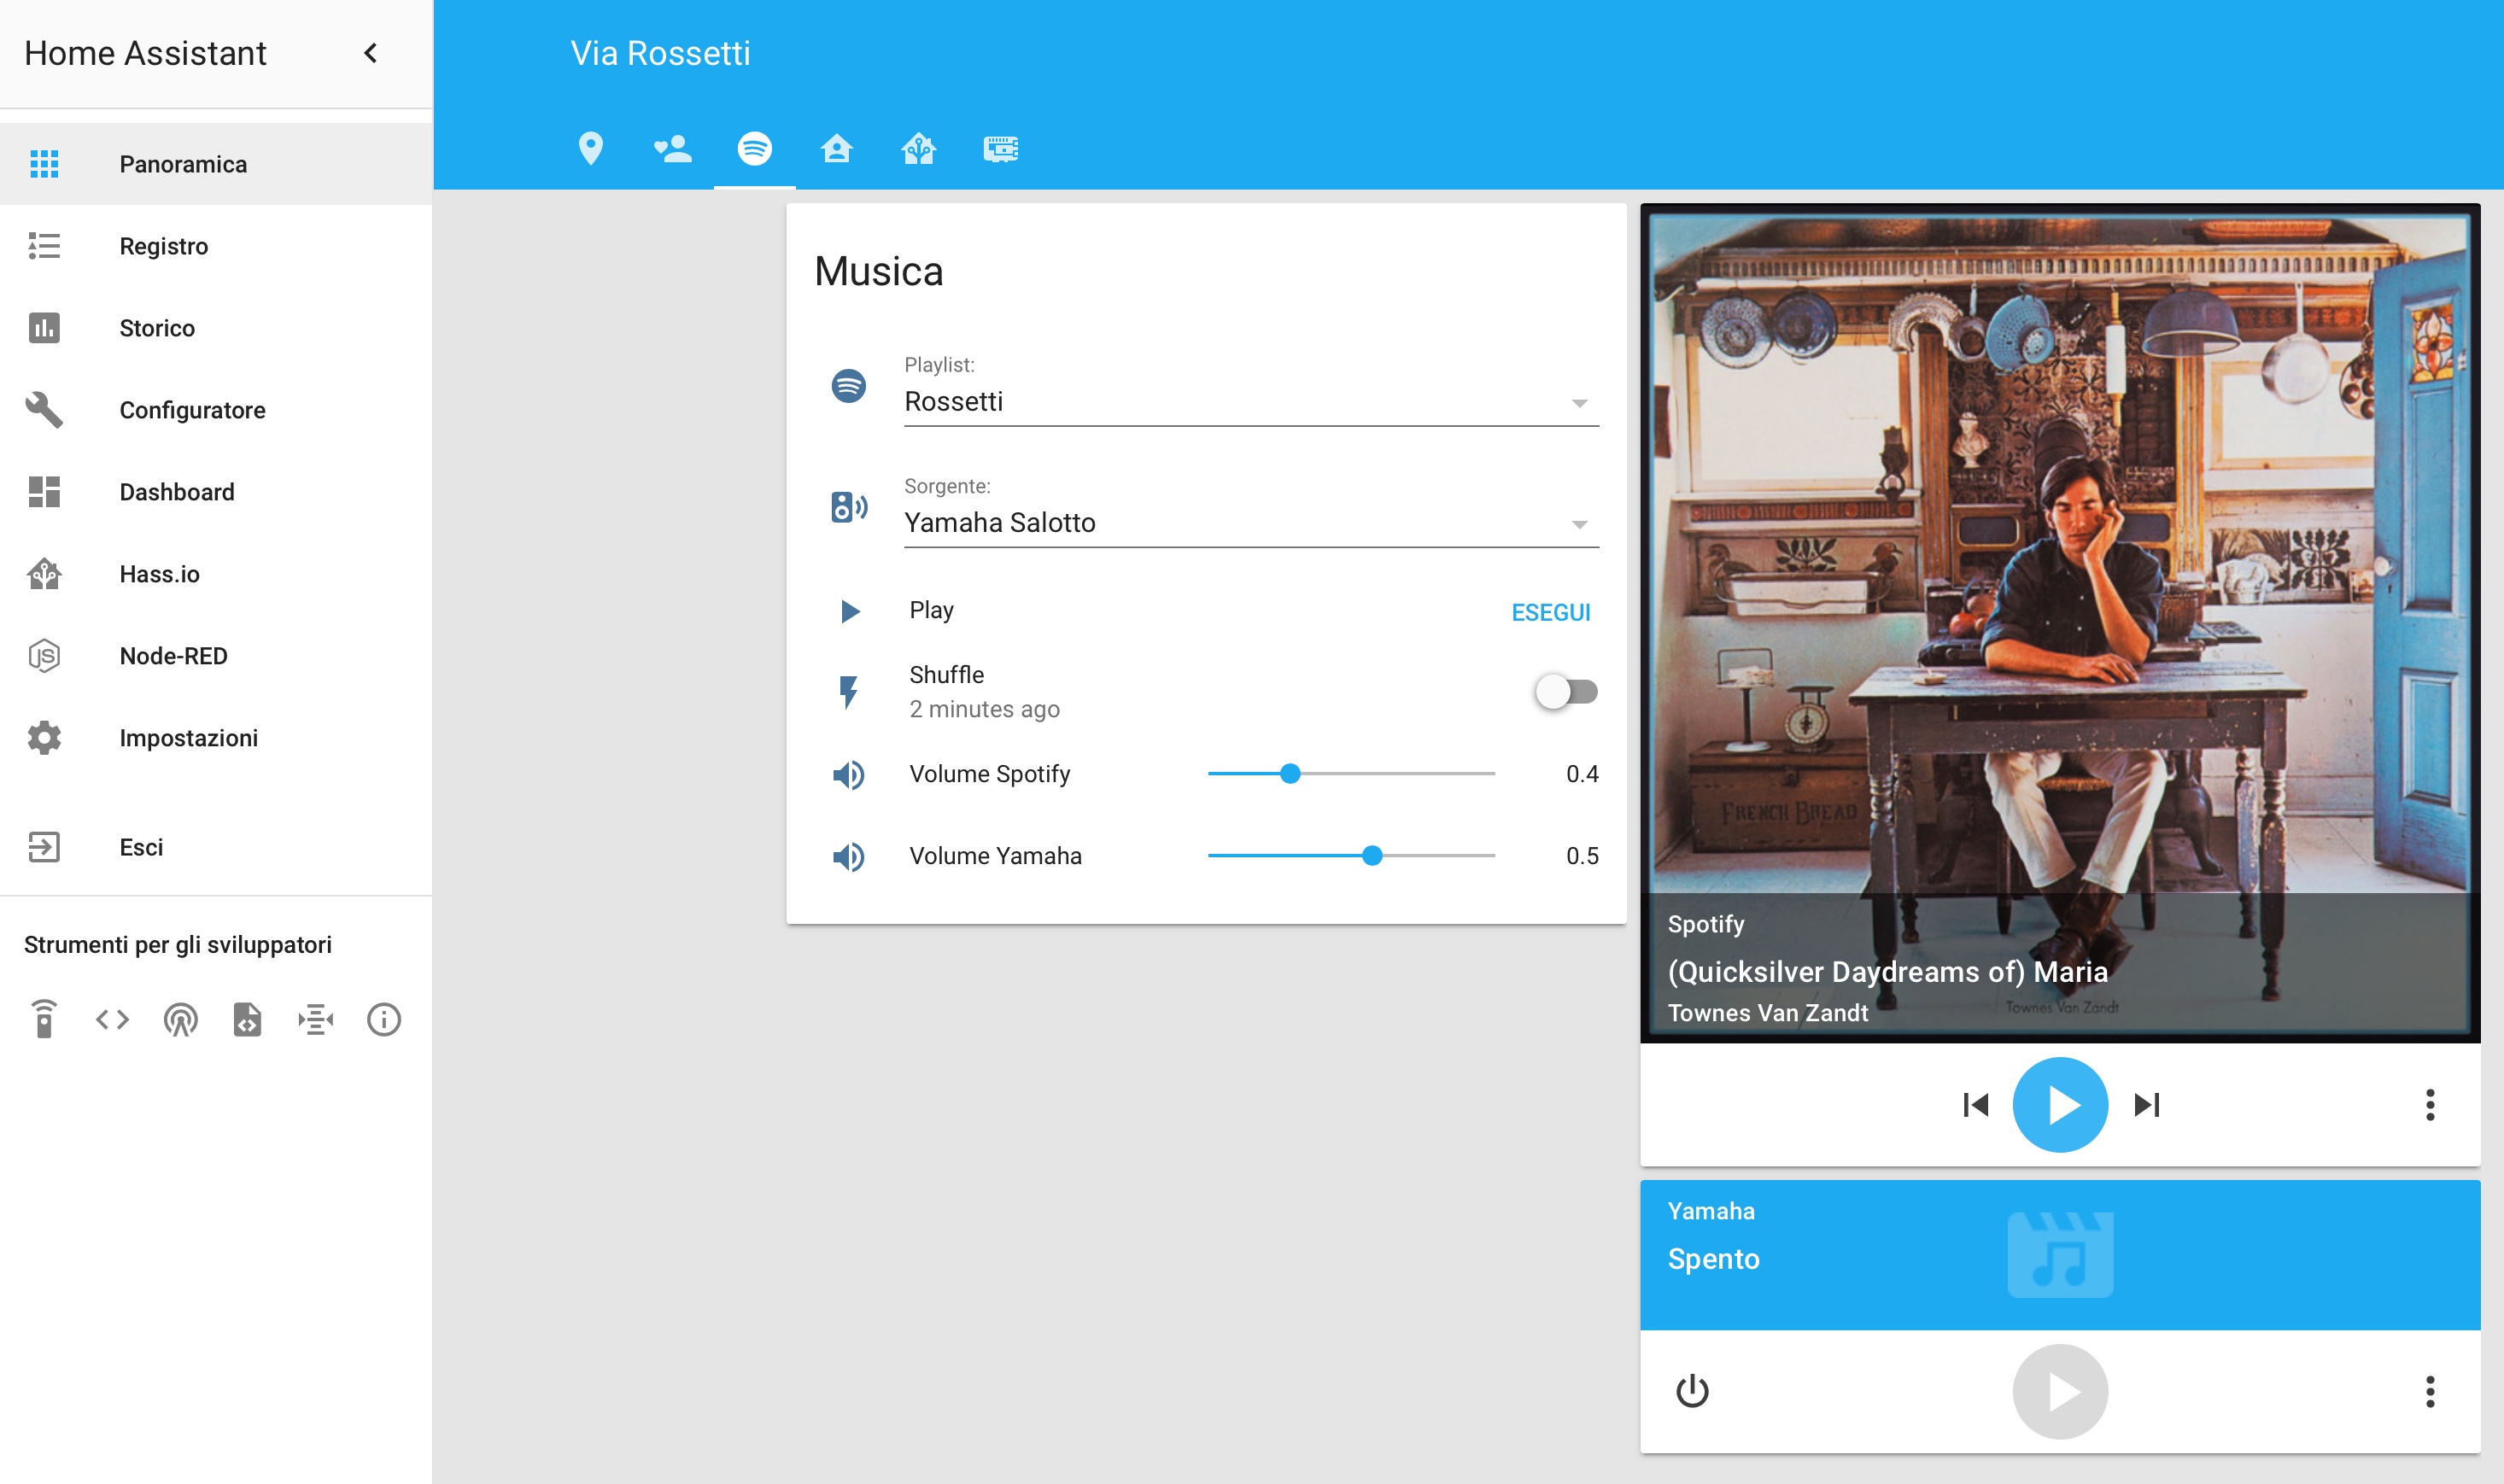 Home Assistant
Panoramica
Registro
Storico
Configuratore
Dashboard
Hass.io
Node-RED
Impostazioni
Esci
Strumenti per gli sviluppatori
Via Rossetti
Musica
Playlist:
Rossetti
Sorgente:
Yamaha Salotto
Play
ESEGUI
Shuffle
2 minutes ago
Volume Spotify
0.4
Volume Yamaha
0.5
FRENCH BREAD
Spotify
(Quicksilver Daydreams of) Maria
Townes Van Zandt
Townes Van Zandt
Yamaha
Spento